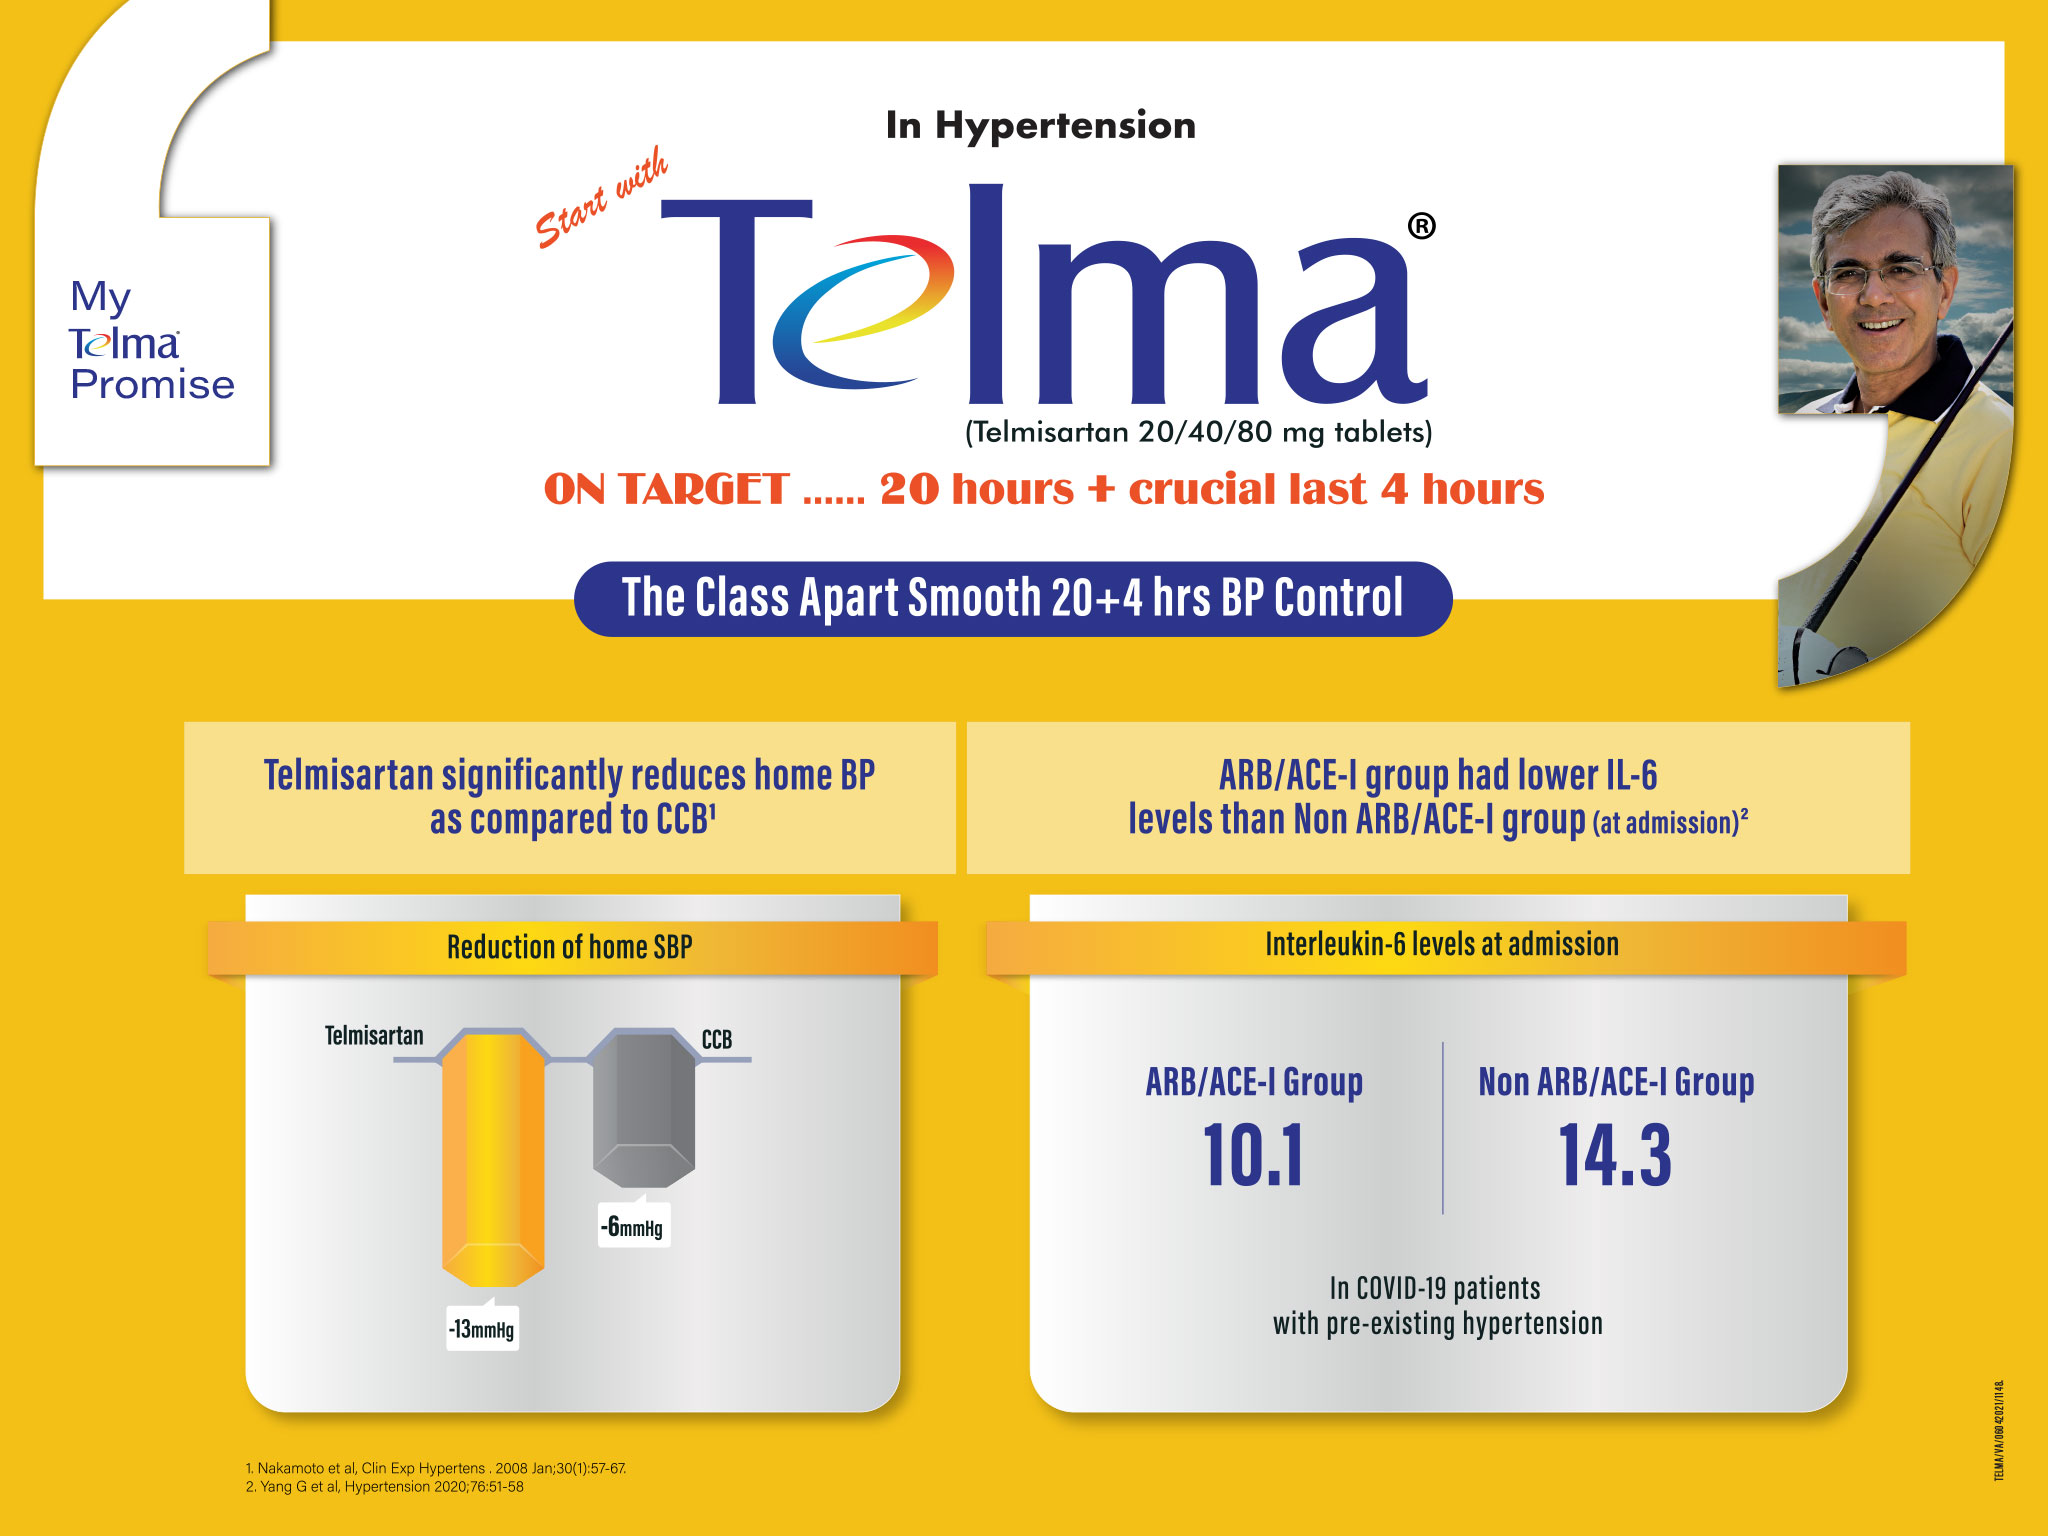 In Hypertension
Start with
Telma®
(Telmisartan 20/40/80 mg tablets)
ON TARGET ...... 20 hours + crucial last 4 hours
My
Telma®
Promise
The Class Apart Smooth 20+4 hrs BP Control
Telmisartan significantly reduces home BP
as compared to CCB¹
Reduction of home SBP
Telmisartan
CCB
-6mmHg
-13mmHg
ARB/ACE-I group had lower IL-6
levels than Non ARB/ACE-I group (at admission)²
Interleukin-6 levels at admission
ARB/ACE-I Group
10.1
Non ARB/ACE-I Group
14.3
In COVID-19 patients
with pre-existing hypertension
1. Nakamoto et al, Clin Exp Hypertens . 2008 Jan;30(1):57-67.
2. Yang G et al, Hypertension 2020;76:51-58
TELMA/VA/06042021/1148.